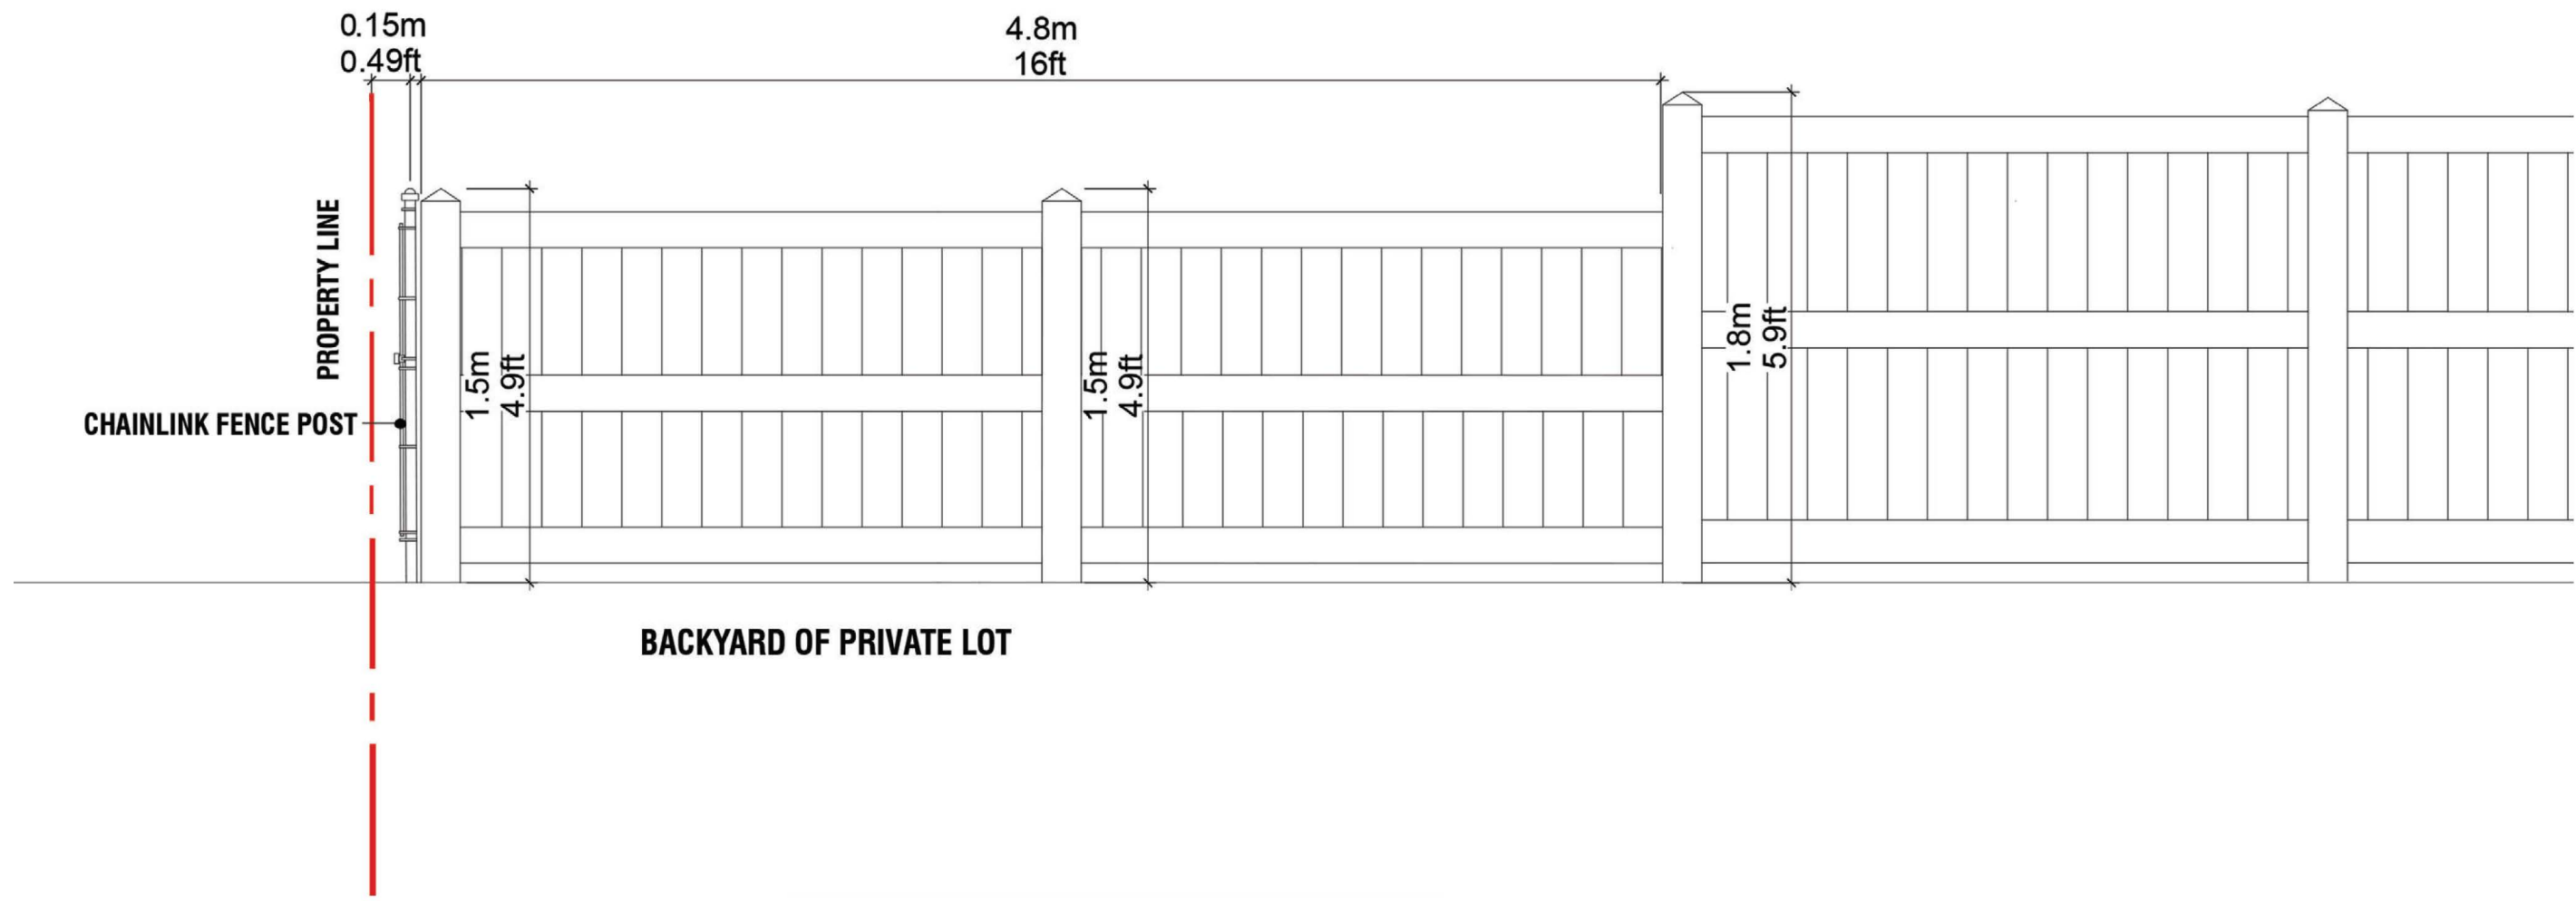 0.15m
0.49ft
4.8m
16ft
PROPERTY LINE
CHAINLINK FENCE POST
1.5m
4.9ft
1.5m
4.9ft
1.8m
5.9ft
BACKYARD OF PRIVATE LOT